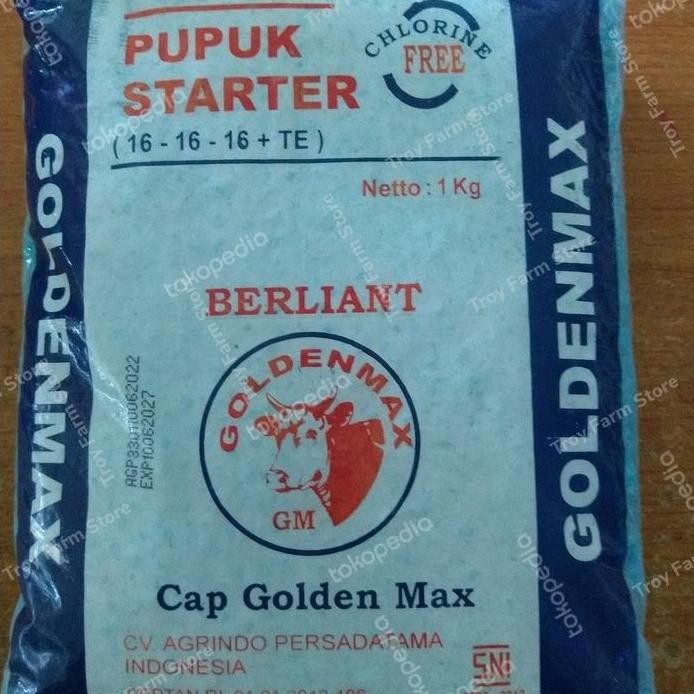 PUPUK
STARTER
( 16 - 16 - 16 + TE )
CHLORINE
FREE
Netto : 1 Kg
GOLDENMAX
GOLDENMAX
BERLIANT
GOLDENMAX
GM
EXP10062027
Cap Golden Max
CV. AGRINDO PERSADATAMA
INDONESIA
SNI
tokopedia
Troy Farm Store